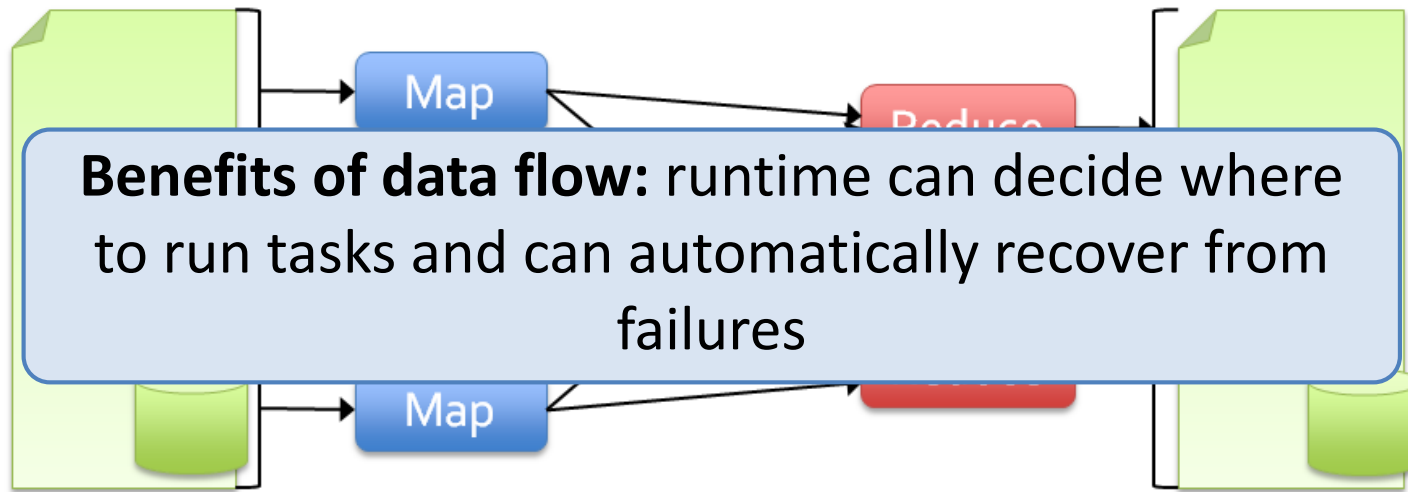 Map
Reduce
Benefits of data flow: runtime can decide where
to run tasks and can automatically recover from
failures
Map